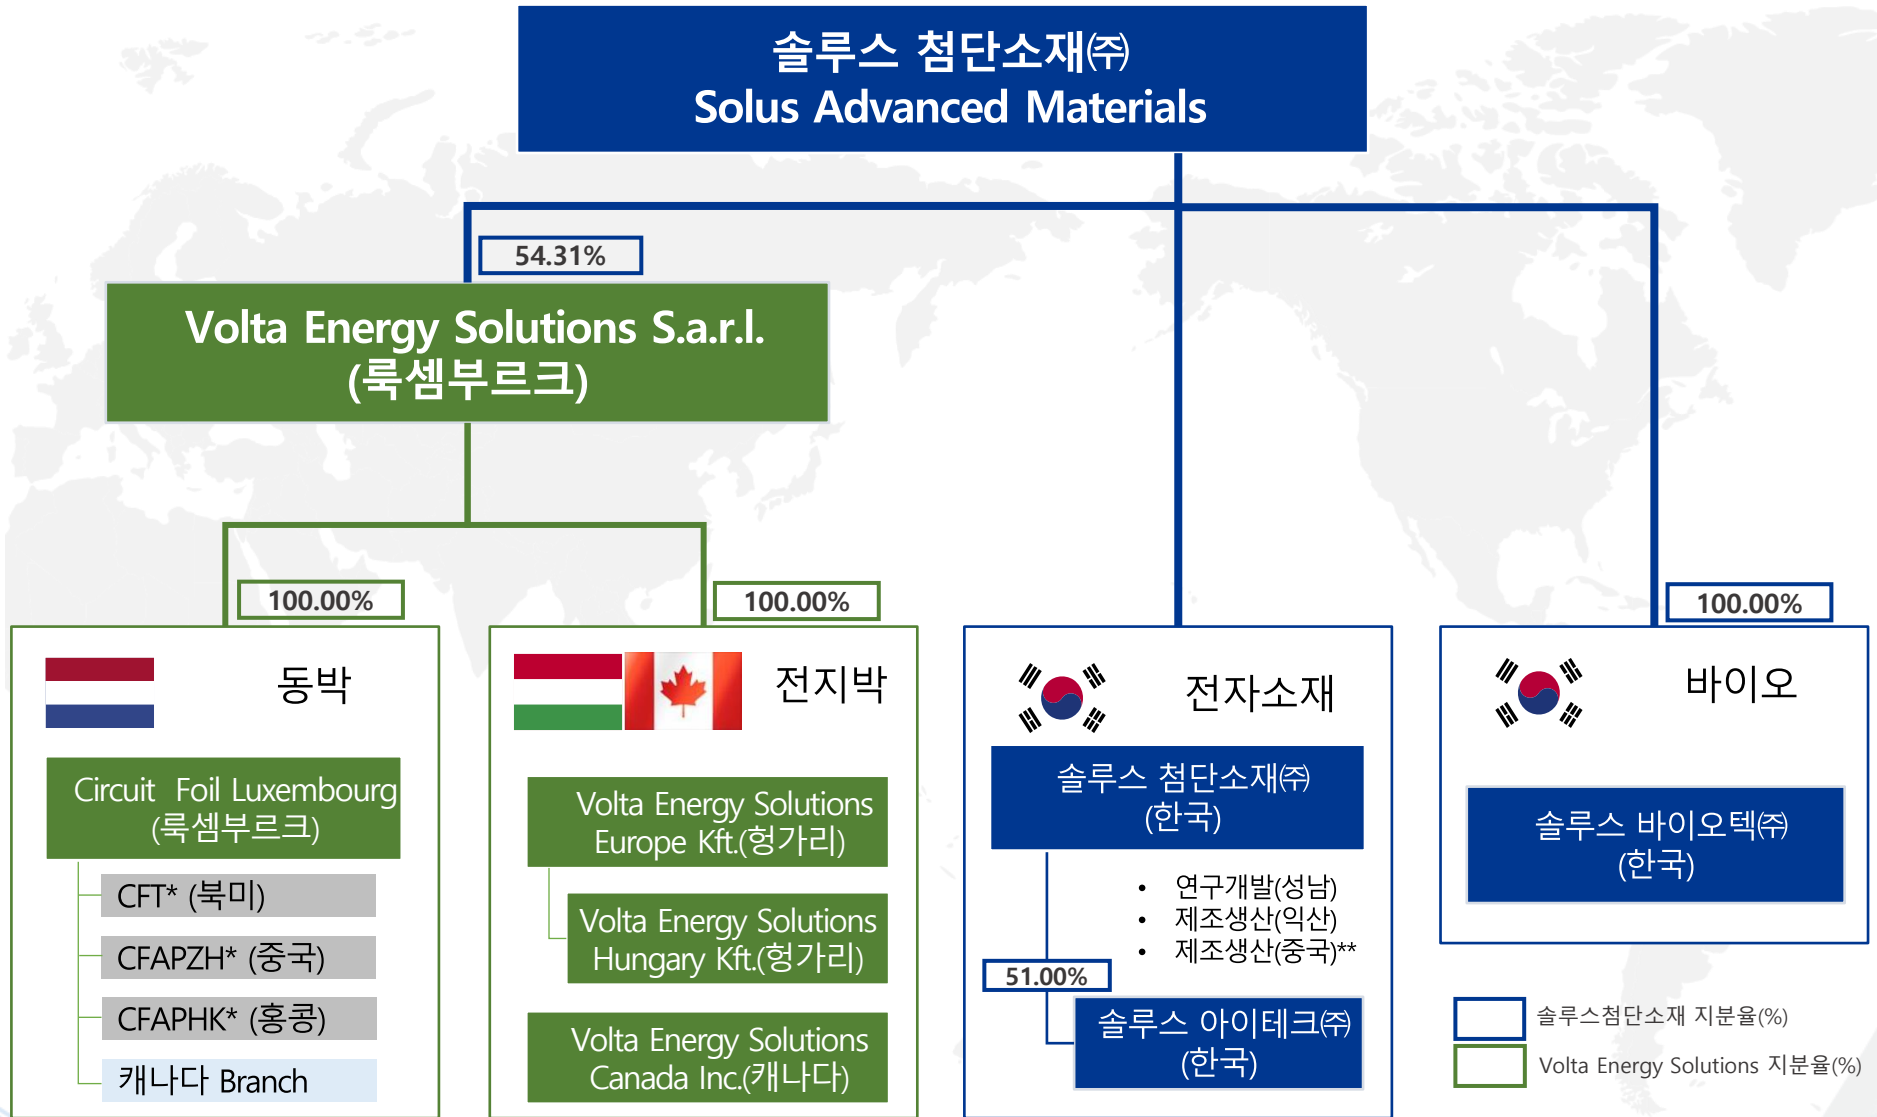 솔루스 첨단소재㈜
Solus Advanced Materials
54.31%
Volta Energy Solutions S.a.r.l.
(룩셈부르크)
100.00%
100.00%
100.00%
동박
Circuit Foil Luxembourg
(룩셈부르크)
CFT* (북미)
CFAPZH* (중국)
CFAPHK* (홍콩)
캐나다 Branch
전지박
Volta Energy Solutions
Europe Kft.(헝가리)
Volta Energy Solutions
Hungary Kft.(헝가리)
Volta Energy Solutions
Canada Inc.(캐나다)
전자소재
솔루스 첨단소재㈜
(한국)
• 연구개발(성남)
• 제조생산(익산)
• 제조생산(중국)**
51.00%
솔루스 아이테크㈜
(한국)
바이오
솔루스 바이오텍㈜
(한국)
솔루스첨단소재 지분율(%)
Volta Energy Solutions 지분율(%)